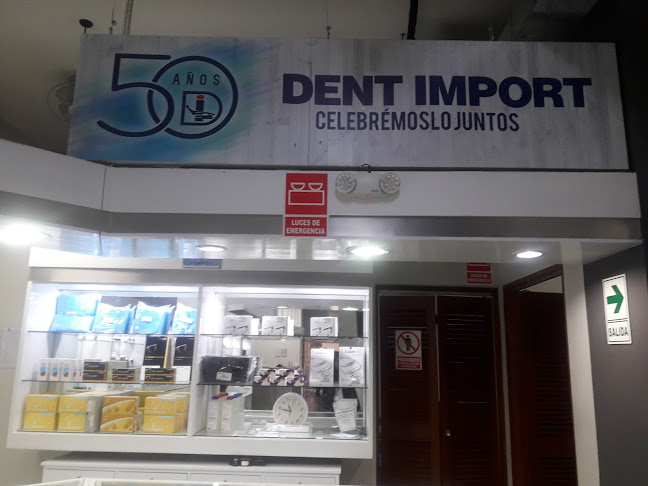 50
AÑOS
DENT IMPORT
CELEBRÉMOSLO JUNTOS
LUCES DE
EMERGENCIA
SALIDA